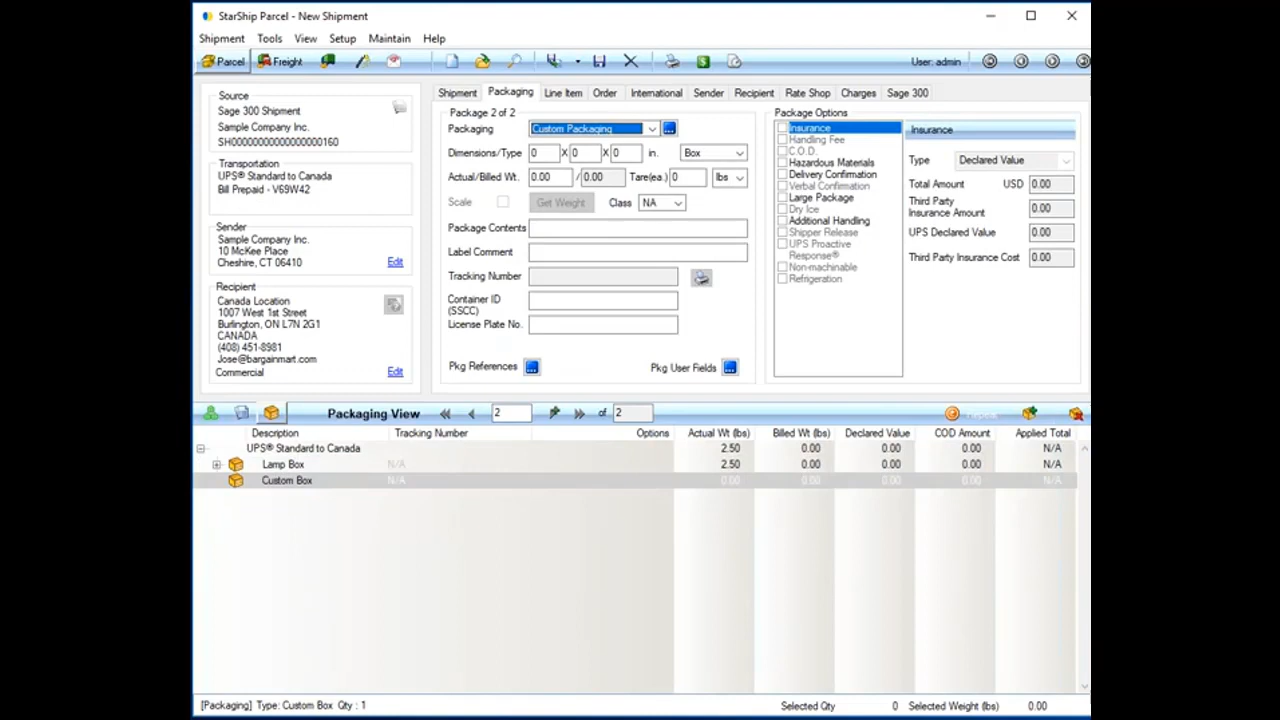 StarShip Parcel - New Shipment
Shipment Tools View Setup Maintain Help
Parcel Freight User: admin
Source
Sage 300 Shipment
Sample Company Inc.
SH00000000000000000160
Transportation
UPS® Standard to Canada
Bill Prepaid - V69W42
Sender
Sample Company Inc.
10 McKee Place
Cheshire, CT 06410
Edit
Recipient
Canada Location
1007 West 1st Street
Burlington, ON L7N 2G1
CANADA
(408) 451-8981
Jose@bargainmart.com
Commercial Edit
Shipment Packaging Line Item Order International Sender Recipient Rate Shop Charges Sage 300
Package 2 of 2
Packaging Custom Packaging
Dimensions/Type 0 X 0 X 0 in. Box
Actual/Billed Wt. 0.00 / 0.00 Tare(ea.) 0 lbs
Scale Get Weight Class NA
Package Contents
Label Comment
Tracking Number
Container ID
(SSCC)
License Plate No.
Pkg References Pkg User Fields
Package Options
Insurance
Handling Fee
C.O.D.
Hazardous Materials
Delivery Confirmation
Verbal Confirmation
Large Package
Dry Ice
Additional Handling
Shipper Release
UPS Proactive
Response®
Non-machinable
Refrigeration
Insurance
Type Declared Value
Total Amount USD 0.00
Third Party
Insurance Amount 0.00
UPS Declared Value 0.00
Third Party Insurance Cost 0.00
Packaging View 2 of 2 Repeat
Description Tracking Number Options Actual Wt (lbs) Billed Wt (lbs) Declared Value COD Amount Applied Total
UPS® Standard to Canada 2.50 0.00 0.00 0.00 N/A
Lamp Box N/A 2.50 0.00 0.00 0.00 N/A
Custom Box N/A 0.00 0.00 0.00 0.00 N/A
[Packaging] Type: Custom Box Qty : 1 Selected Qty 0 Selected Weight (lbs) 0.00